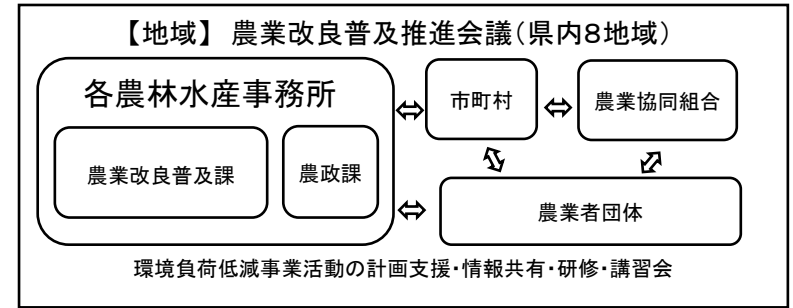 【地域】 農業改良普及推進会議（県内８地域）
各農林水産事務所
農業改良普及課
農政課
市町村
農業協同組合
農業者団体
環境負荷低減事業活動の計画支援・情報共有・研修・講習会